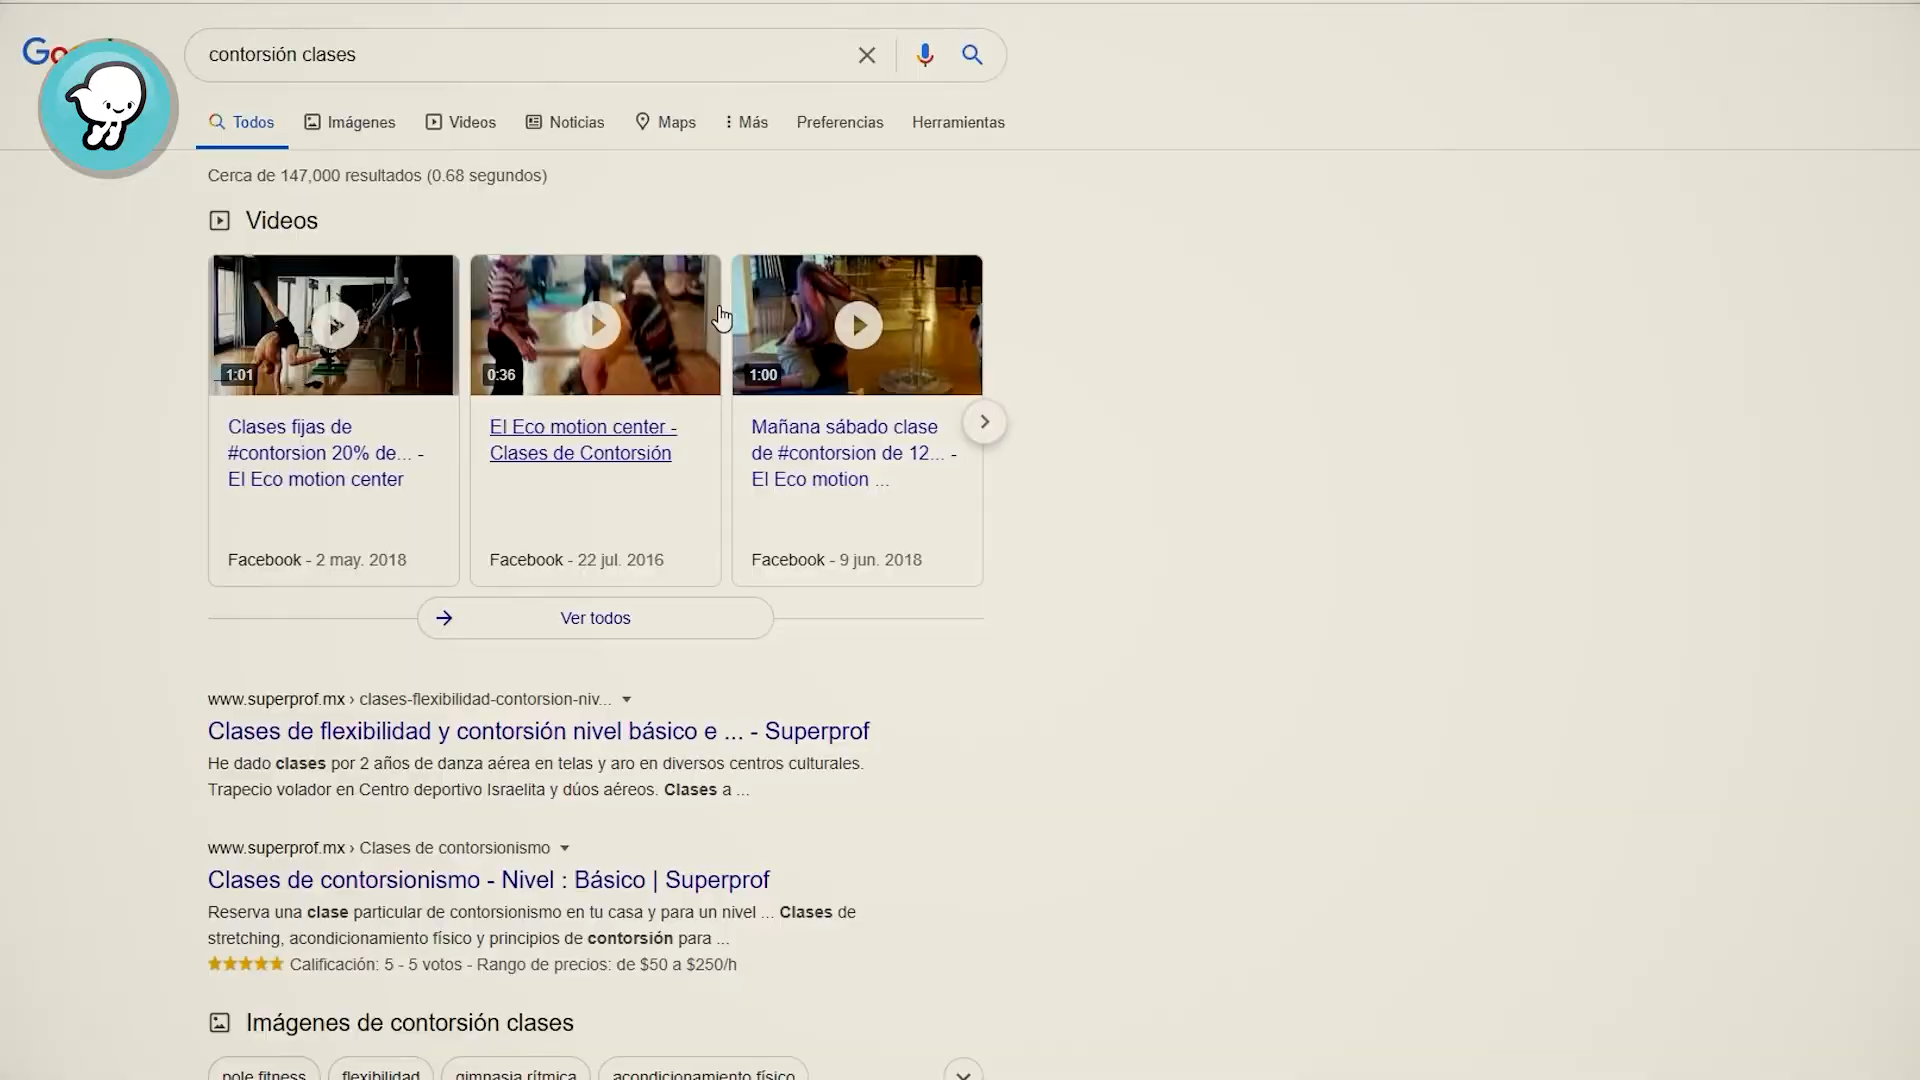 Go
contorsión clases
Todos Imágenes Videos Noticias Maps Más Preferencias Herramientas
Cerca de 147,000 resultados (0.68 segundos)
Videos
1:01
0:36
1:00
Clases fijas de
#contorsion 20% de... -
El Eco motion center
Facebook - 2 may. 2018
El Eco motion center -
Clases de Contorsión
Facebook - 22 jul. 2016
Mañana sábado clase
de #contorsion de 12... -
El Eco motion ...
Facebook - 9 jun. 2018
Ver todos
www.superprof.mx › clases-flexibilidad-contorsion-niv...
Clases de flexibilidad y contorsión nivel básico e ... - Superprof
He dado clases por 2 años de danza aérea en telas y aro en diversos centros culturales.
Trapecio volador en Centro deportivo Israelita y dúos aéreos. Clases a ...
www.superprof.mx › Clases de contorsionismo
Clases de contorsionismo - Nivel : Básico | Superprof
Reserva una clase particular de contorsionismo en tu casa y para un nivel ... Clases de
stretching, acondicionamiento físico y principios de contorsión para ...
Calificación: 5 - 5 votos - Rango de precios: de $50 a $250/h
Imágenes de contorsión clases
pole fitness flexibilidad gimnasia rítmica acondicionamiento físico